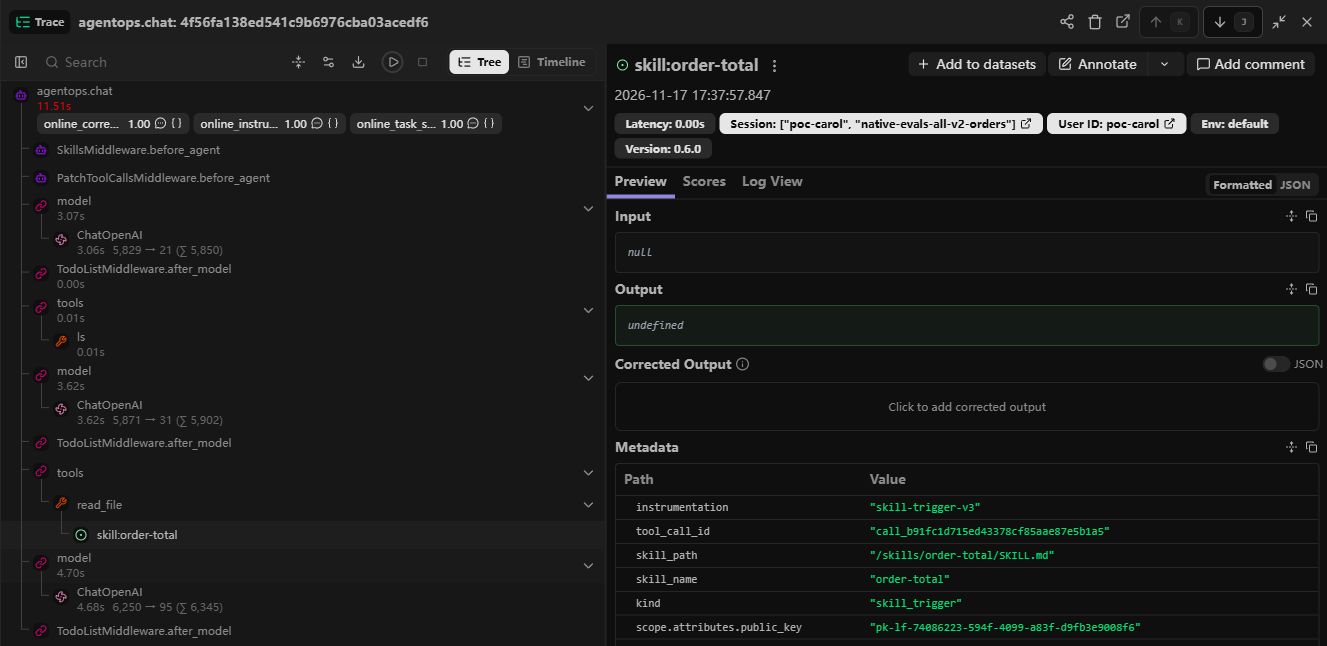 Trace agentops.chat: 4f56fa138ed541c9b6976cba03acedf6 K J
Search Tree Timeline
agentops.chat
11.51s
online_corre... 1.00 online_instru... 1.00 online_task_s... 1.00
SkillsMiddleware.before_agent
PatchToolCallsMiddleware.before_agent
model
3.07s
ChatOpenAI
3.06s 5,829 → 21 (∑ 5,850)
TodoListMiddleware.after_model
0.00s
tools
0.01s
ls
0.01s
model
3.62s
ChatOpenAI
3.62s 5,871 → 31 (∑ 5,902)
TodoListMiddleware.after_model
tools
read_file
skill:order-total
model
4.70s
ChatOpenAI
4.68s 6,250 → 95 (∑ 6,345)
TodoListMiddleware.after_model
skill:order-total Add to datasets Annotate Add comment
2026-11-17 17:37:57.847
Latency: 0.00s Session: ["poc-carol", "native-evals-all-v2-orders"] User ID: poc-carol Env: default
Version: 0.6.0
Preview Scores Log View Formatted JSON
Input
null
Output
undefined
Corrected Output JSON
Click to add corrected output
Metadata
Path Value
instrumentation "skill-trigger-v3"
tool_call_id "call_b91fc1d715ed43378cf85aae87e5b1a5"
skill_path "/skills/order-total/SKILL.md"
skill_name "order-total"
kind "skill_trigger"
scope.attributes.public_key "pk-lf-74086223-594f-4099-a83f-d9fb3e9008f6"